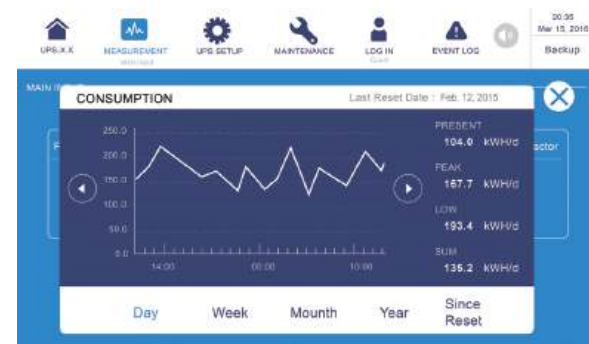 20:35
Mar 15, 2016
UPS-X.X
MEASUREMENT
Main Input
UPS SETUP
MAINTENANCE
LOG IN
Guest
EVENT LOG
Backup
MAIN IN
CONSUMPTION
Last Reset Date : Feb. 12, 2015
250.0
200.0
150.0
100.0
50.0
0.0
14:00
00:00
10:00
PRESENT
104.0 kWH/d
PEAK
167.7 kWH/d
LOW
193.4 kWH/d
SUM
135.2 kWH/d
actor
Day
Week
Mounth
Year
Since
Reset